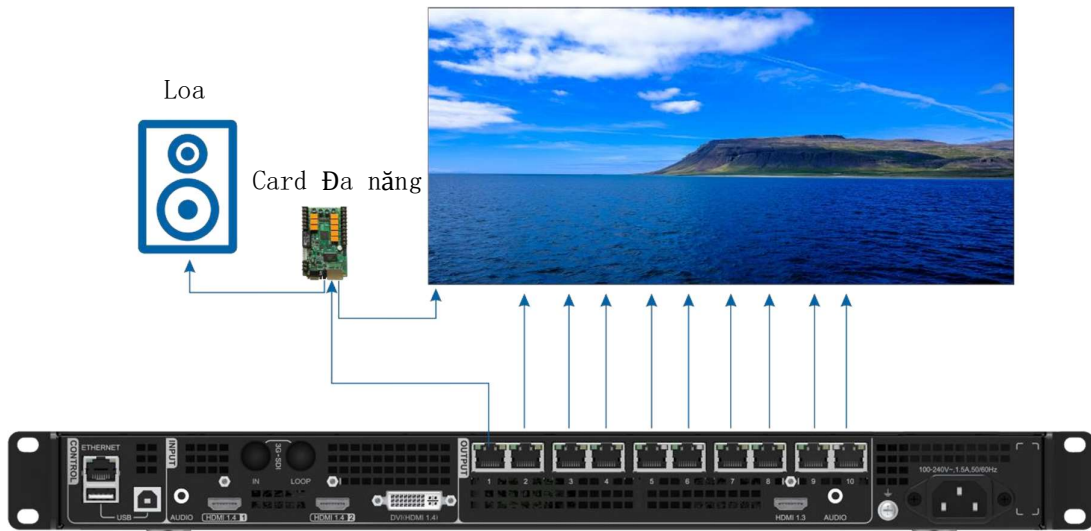 Loa
Card Đa năng
CONTROL
ETHERNET
USB
INPUT
AUDIO
3G-SDI
IN
LOOP
HDMI 1.4 1
HDMI 1.4 2
DVI/HDMI 1.4i
OUTPUT
1 2 3 4 5 6 7 8 9 10
HDMI 1.3
AUDIO
100-240V~,1.5A,50/60Hz